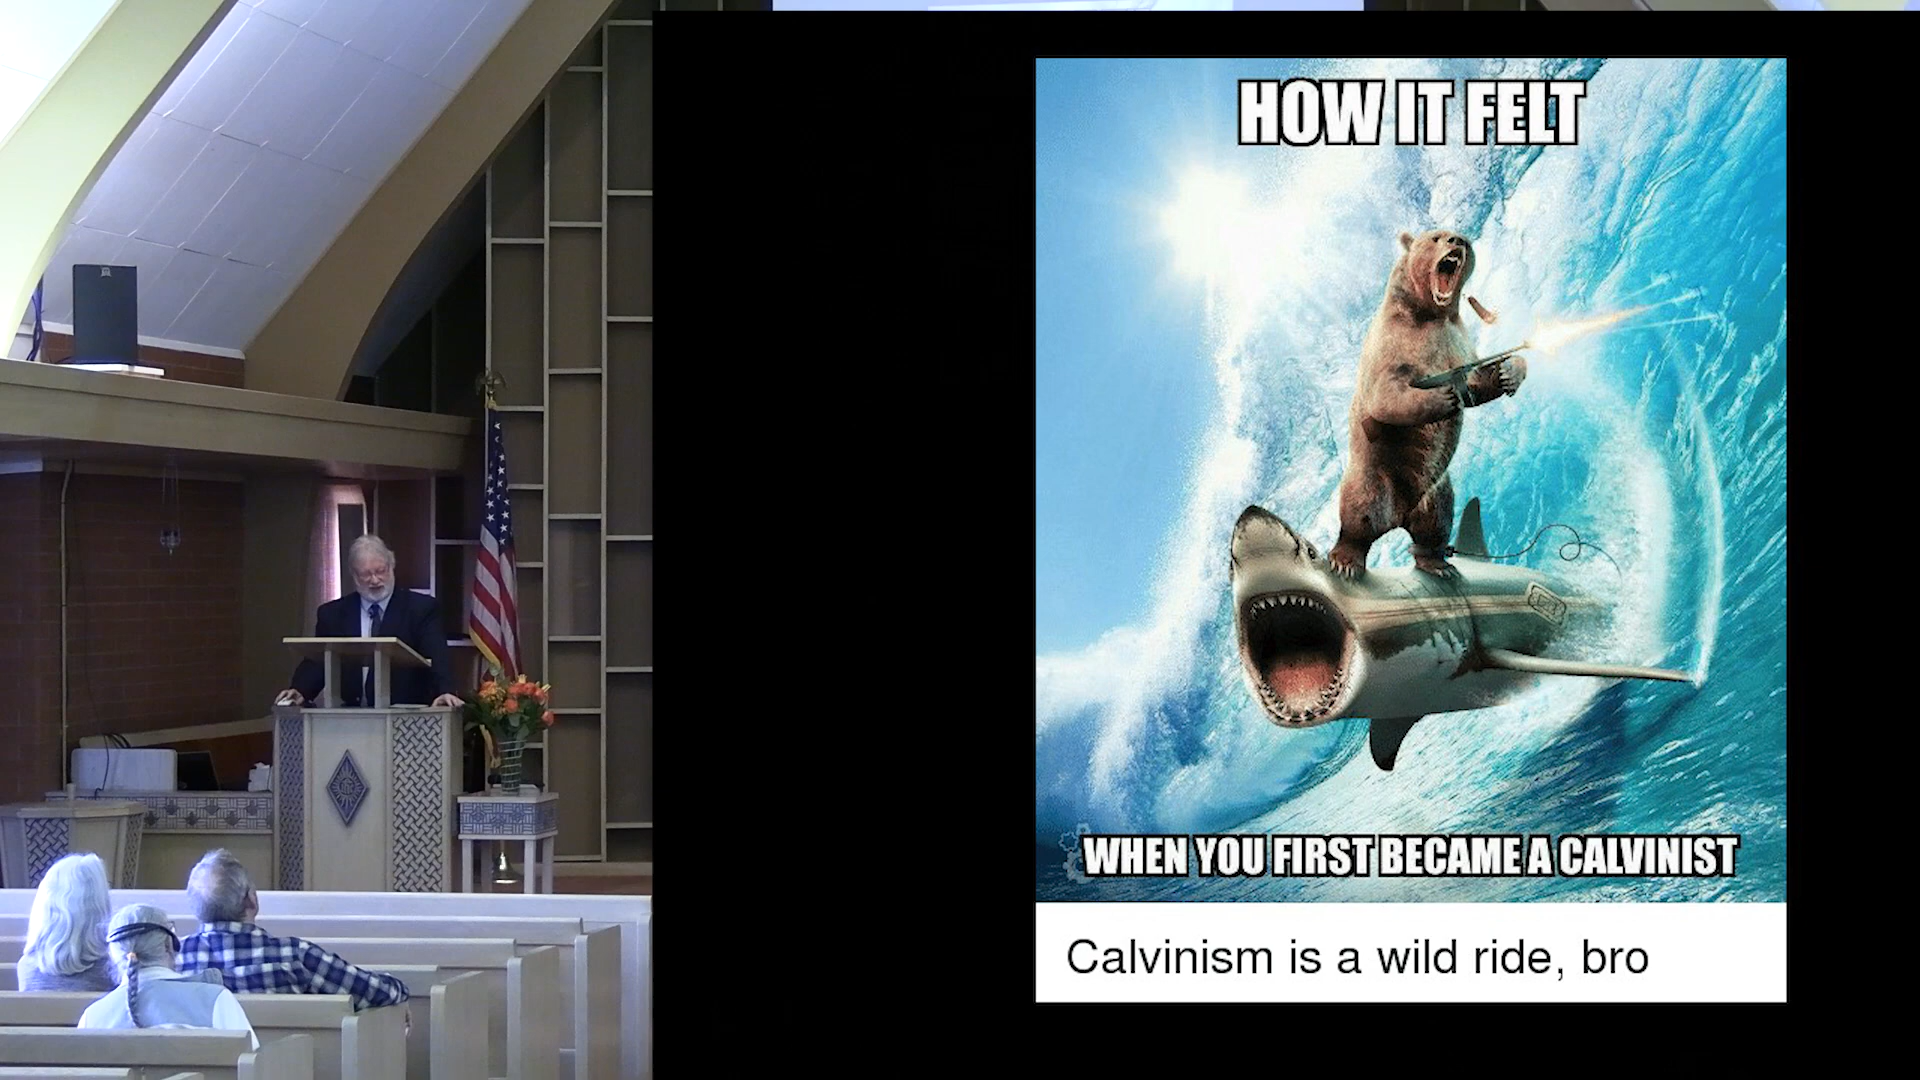 HOW IT FELT
WHEN YOU FIRST BECAME A CALVINIST
Calvinism is a wild ride, bro